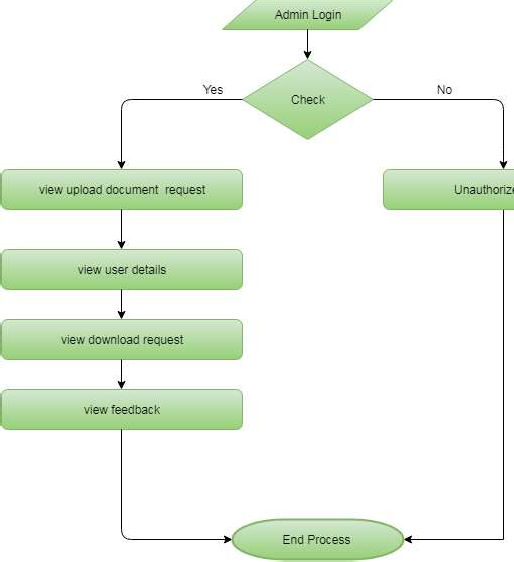 Admin Login
Yes
No
Check
view upload document  request
view user details
view download request
view feedback
End Process